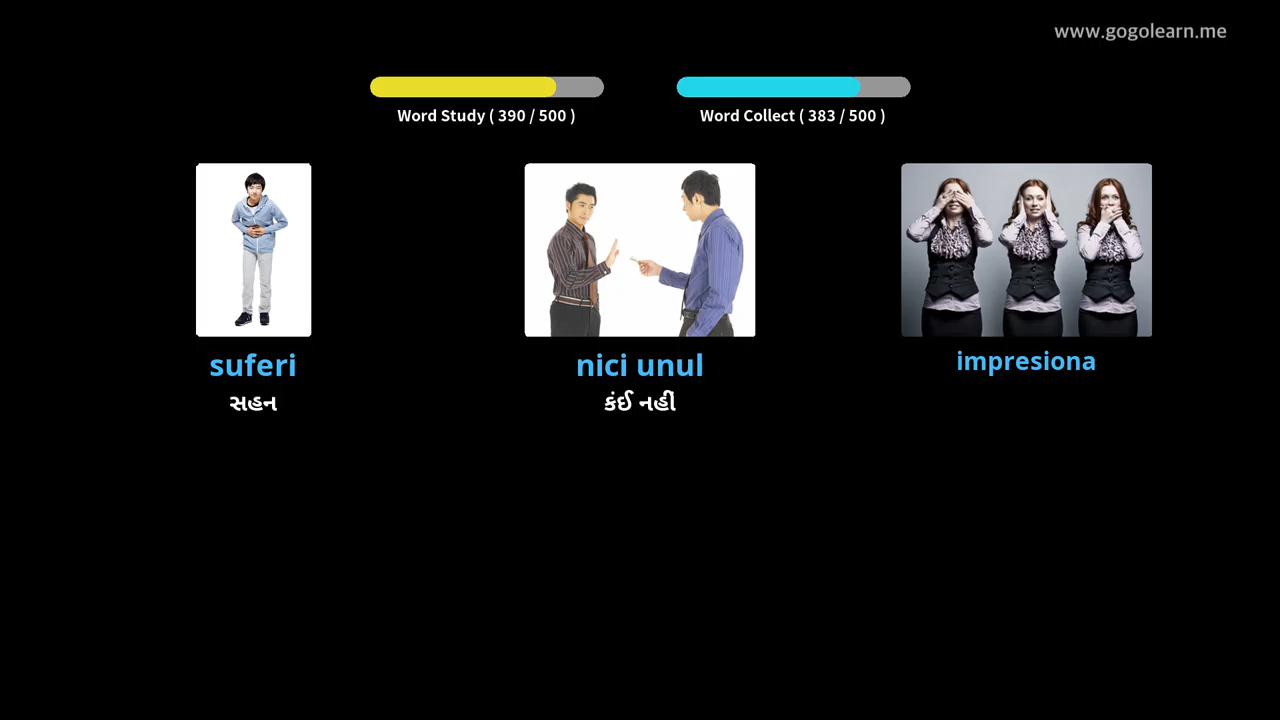 www.gogolearn.me
Word Study ( 390 / 500 )
Word Collect ( 383 / 500 )
suferi
સહન
nici unul
કંઈ નહીં
impresiona